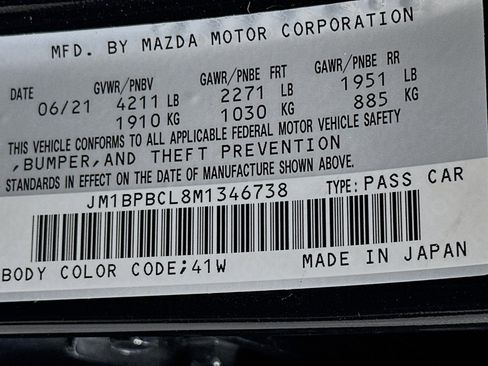 MFD. BY MAZDA MOTOR CORPORATION
DATE GVWR/PNBV GAWR/PNBE FRT GAWR/PNBE RR
06/21 4211 LB 2271 LB 1951 LB
1910 KG 1030 KG 885 KG
THIS VEHICLE CONFORMS TO ALL APPLICABLE FEDERAL MOTOR VEHICLE SAFETY
,BUMPER,AND THEFT PREVENTION
STANDARDS IN EFFECT ON THE DATE OF MANUFACTURE SHOWN ABOVE.
JM1BPBCL8M1346738 TYPE: PASS CAR
BODY COLOR CODE;41W MADE IN JAPAN